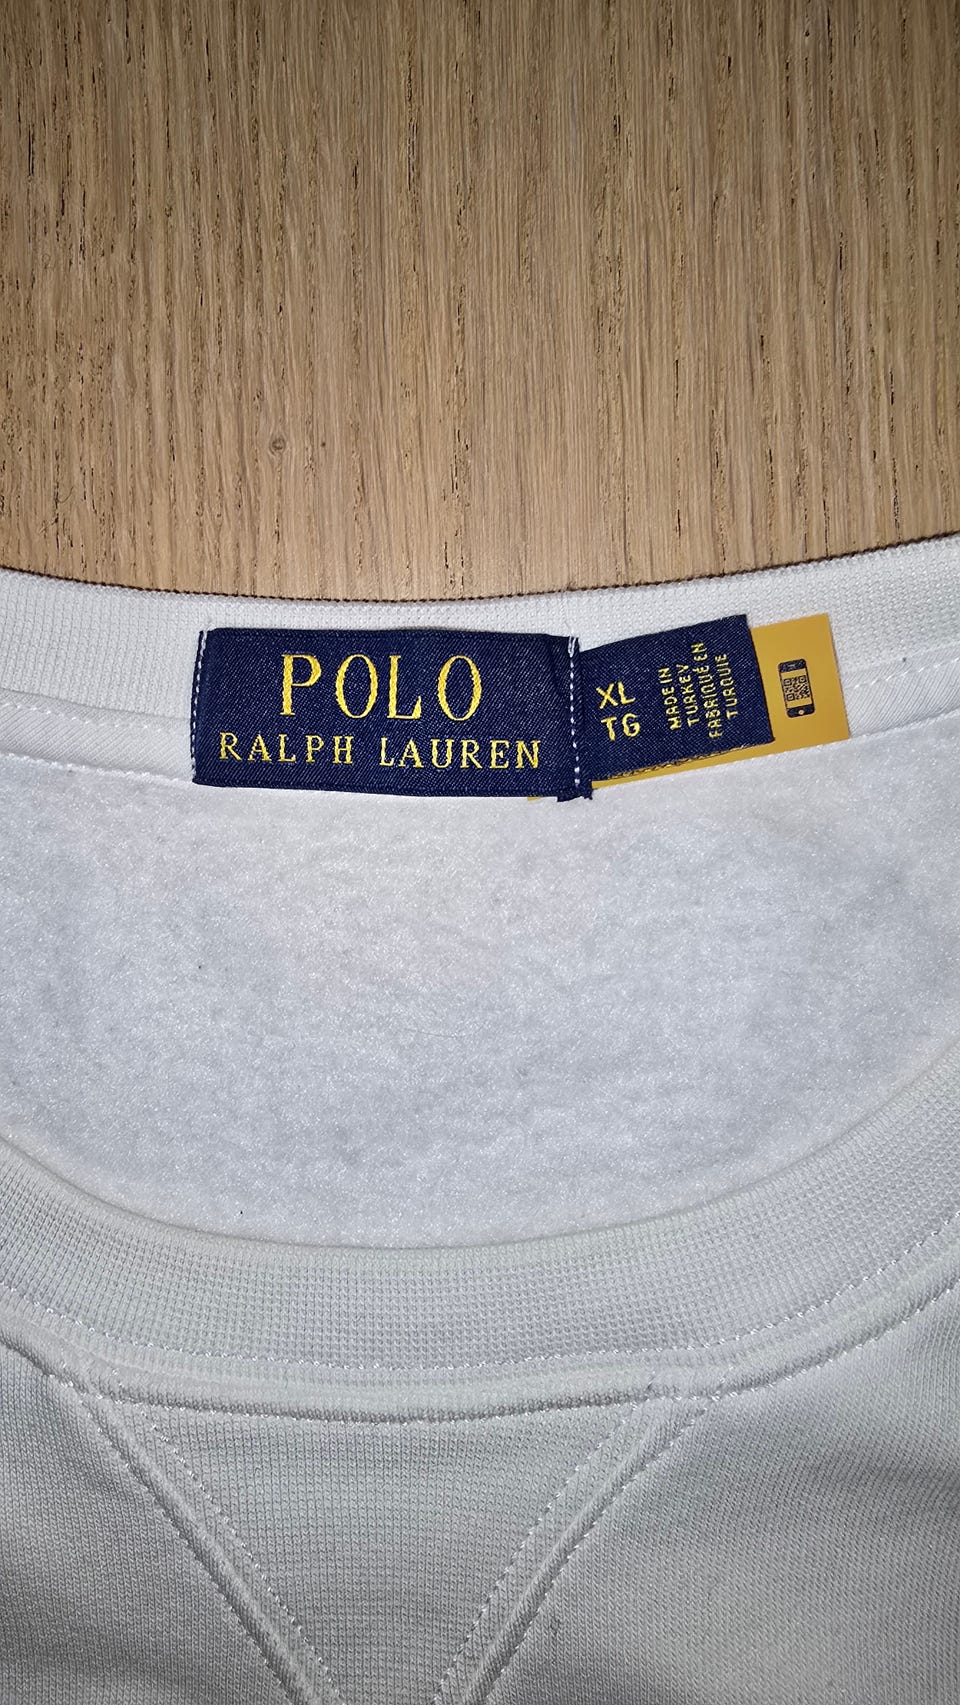 POLO
RALPH LAUREN
XL
TG
MADE IN
TURKEY
FABRIQUÉ EN
TURQUIE